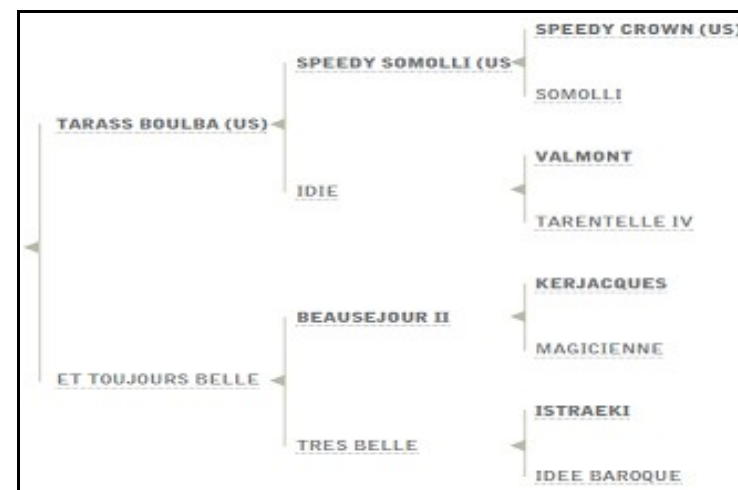 SPEEDY CROWN (US)
SPEEDY SOMOLLI (US
SOMOLLI
TARASS BOULBA (US)
VALMONT
IDIE
TARENTELLE IV
KERJACQUES
BEAUSEJOUR II
MAGICIENNE
ET TOUJOURS BELLE
ISTRAEKI
TRES BELLE
IDEE BAROQUE